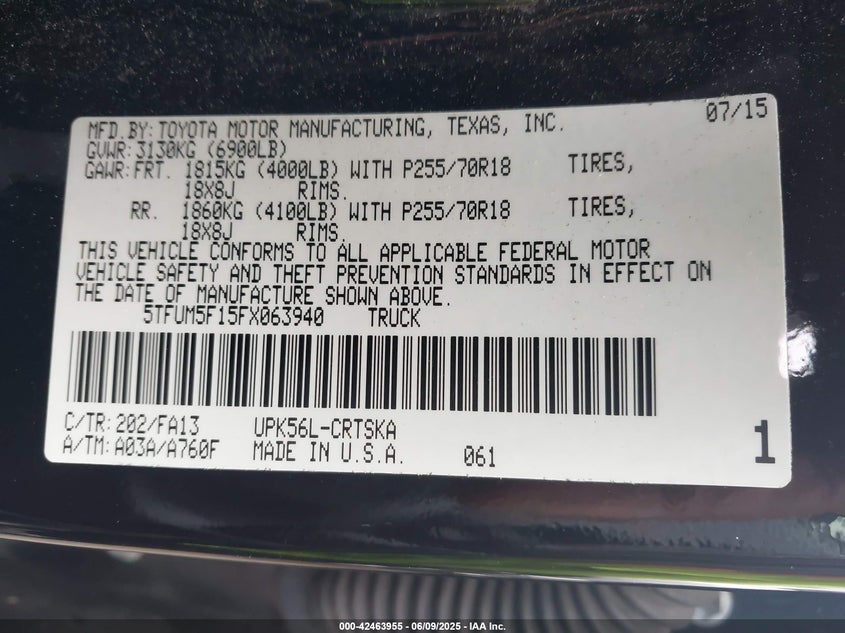 MFD.BY: TOYOTA MOTOR MANUFACTURING, TEXAS, INC. 07/15
GVWR: 3130KG (6900LB)
GAWR: FRT. 1815KG (4000LB) WITH P255/70R18 TIRES,
18X8J RIMS.
RR. 1860KG (4100LB) WITH P255/70R18 TIRES,
18X8J RIMS.
THIS VEHICLE CONFORMS TO ALL APPLICABLE FEDERAL MOTOR
VEHICLE SAFETY AND THEFT PREVENTION STANDARDS IN EFFECT ON
THE DATE OF MANUFACTURE SHOWN ABOVE.
5TFUM5F15FX063940 TRUCK
C/TR: 202/FA13 UPK56L-CRTSKA
A/TM: A03A/A760F MADE IN U.S.A. 061 1
000-42463955 - 06/09/2025 - IAA Inc.